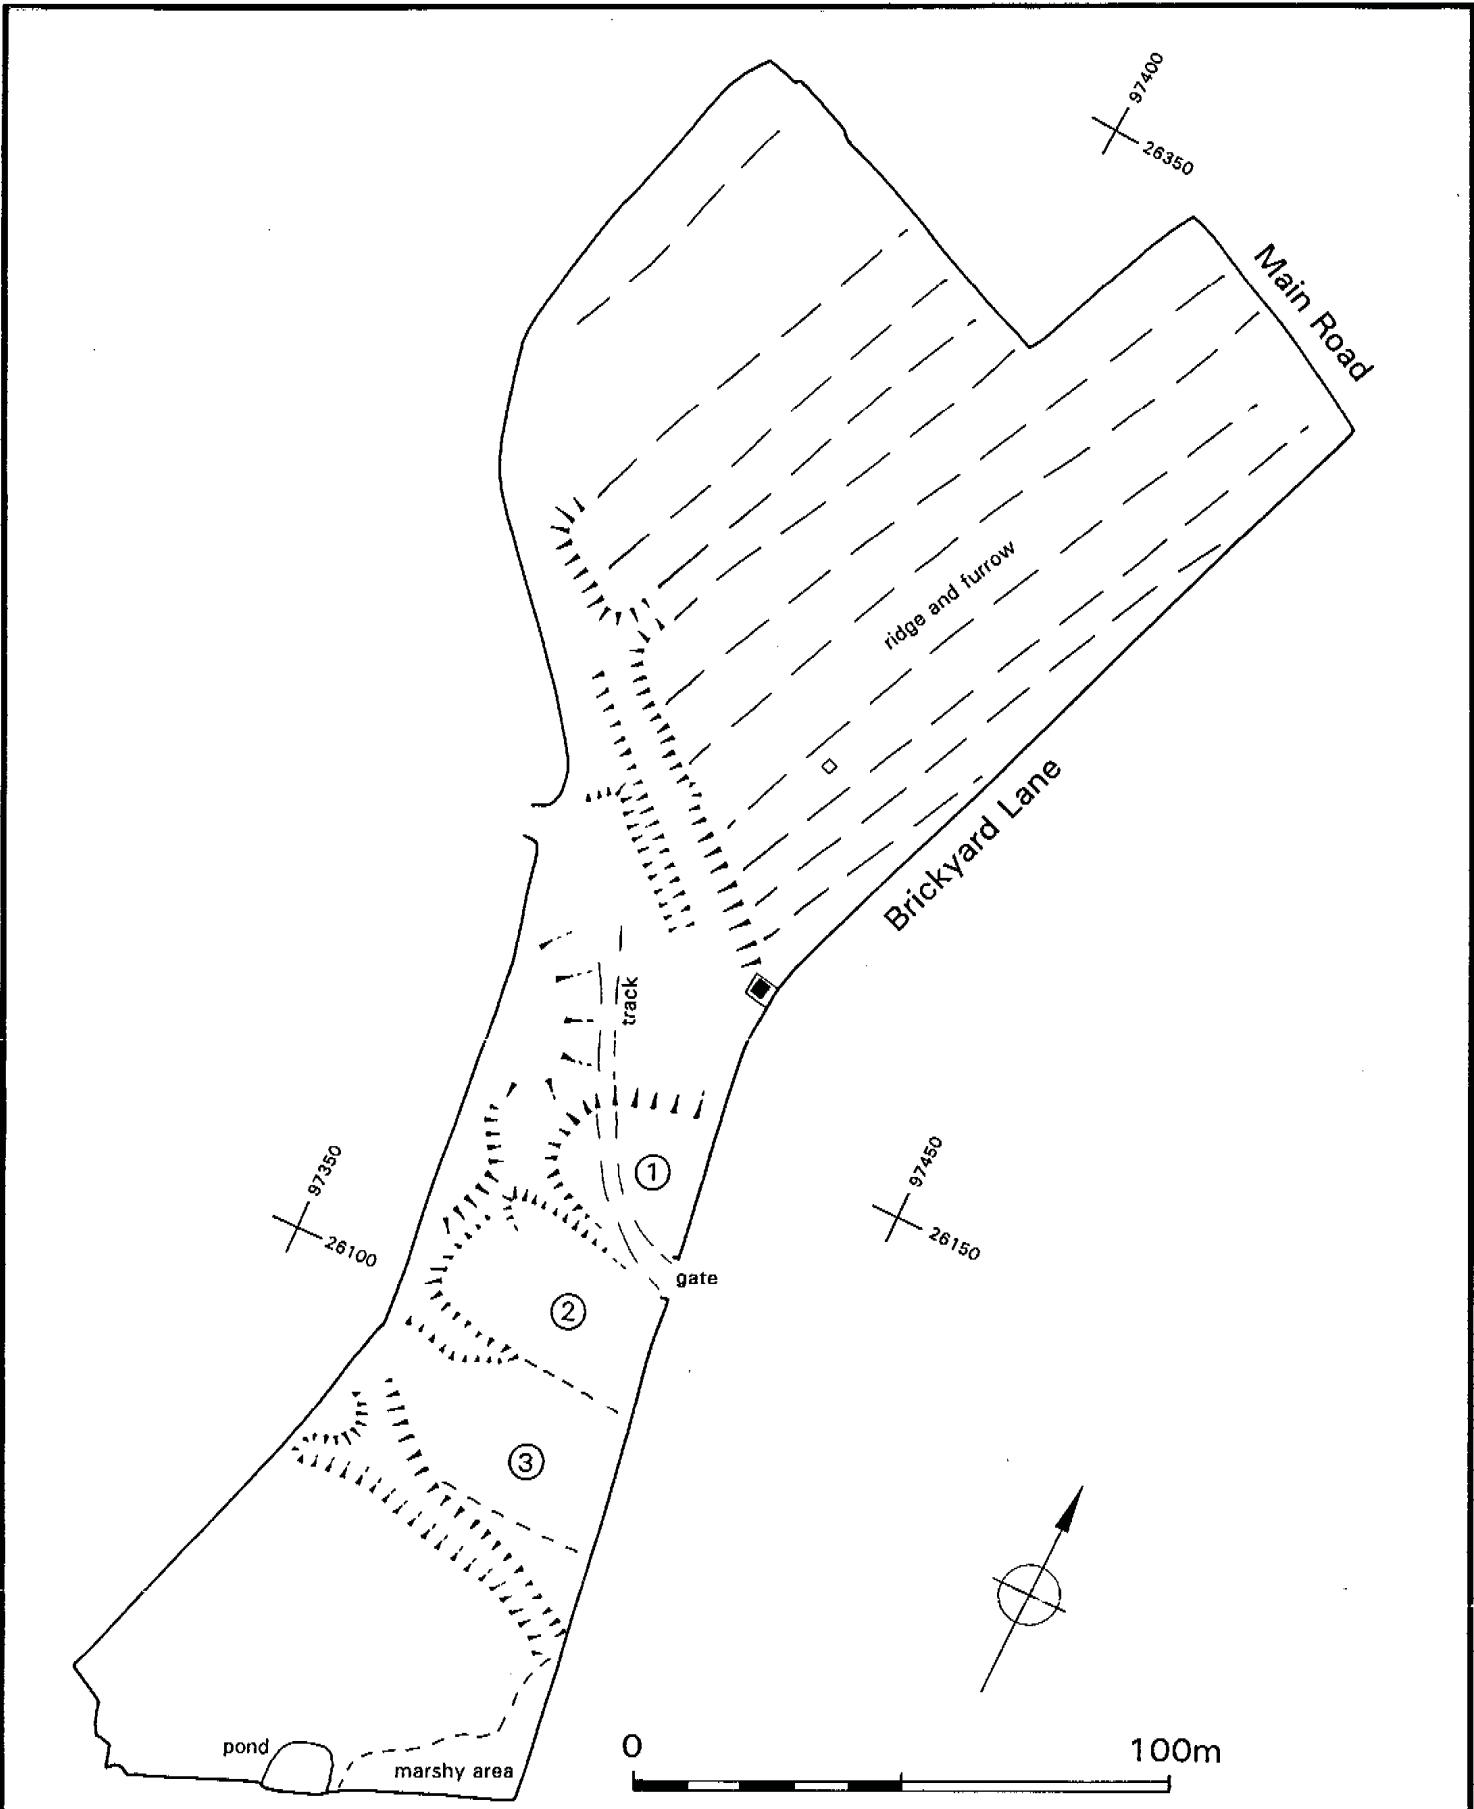 97400
26350
Main Road
ridge and furrow
Brickyard Lane
track
1
97350
26100
97450
26150
gate
2
3
pond
marshy area
0
100m